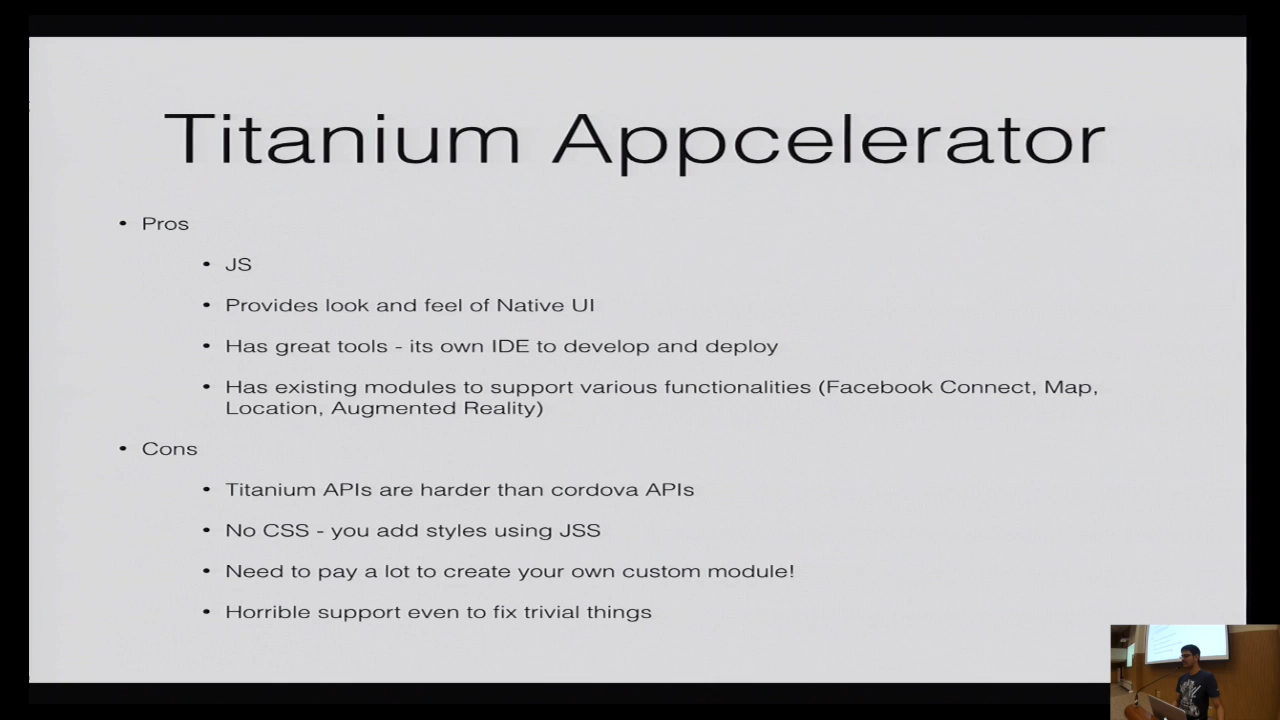 Titanium Appcelerator
• Pros
• JS
• Provides look and feel of Native UI
• Has great tools - its own IDE to develop and deploy
• Has existing modules to support various functionalities (Facebook Connect, Map,
Location, Augmented Reality)
• Cons
• Titanium APIs are harder than cordova APIs
• No CSS - you add styles using JSS
• Need to pay a lot to create your own custom module!
• Horrible support even to fix trivial things